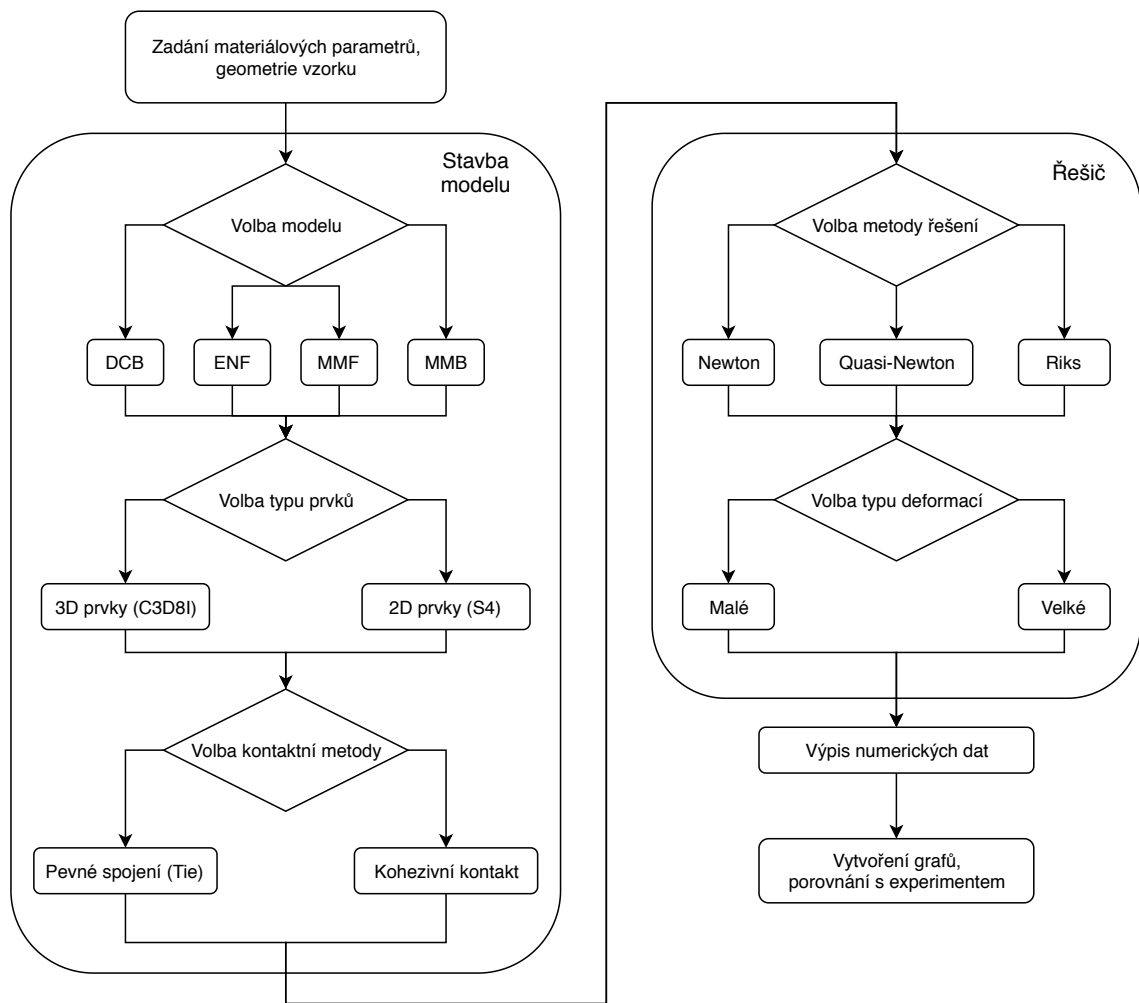 Zadání materiálových parametrů,
geometrie vzorku
Stavba
modelu
Volba modelu
DCB
ENF
MMF
MMB
Volba typu prvků
3D prvky (C3D8I)
2D prvky (S4)
Volba kontaktní metody
Pevné spojení (Tie)
Kohezivní kontakt
Řešič
Volba metody řešení
Newton
Quasi-Newton
Riks
Volba typu deformací
Malé
Velké
Výpis numerických dat
Vytvoření grafů,
porovnání s experimentem